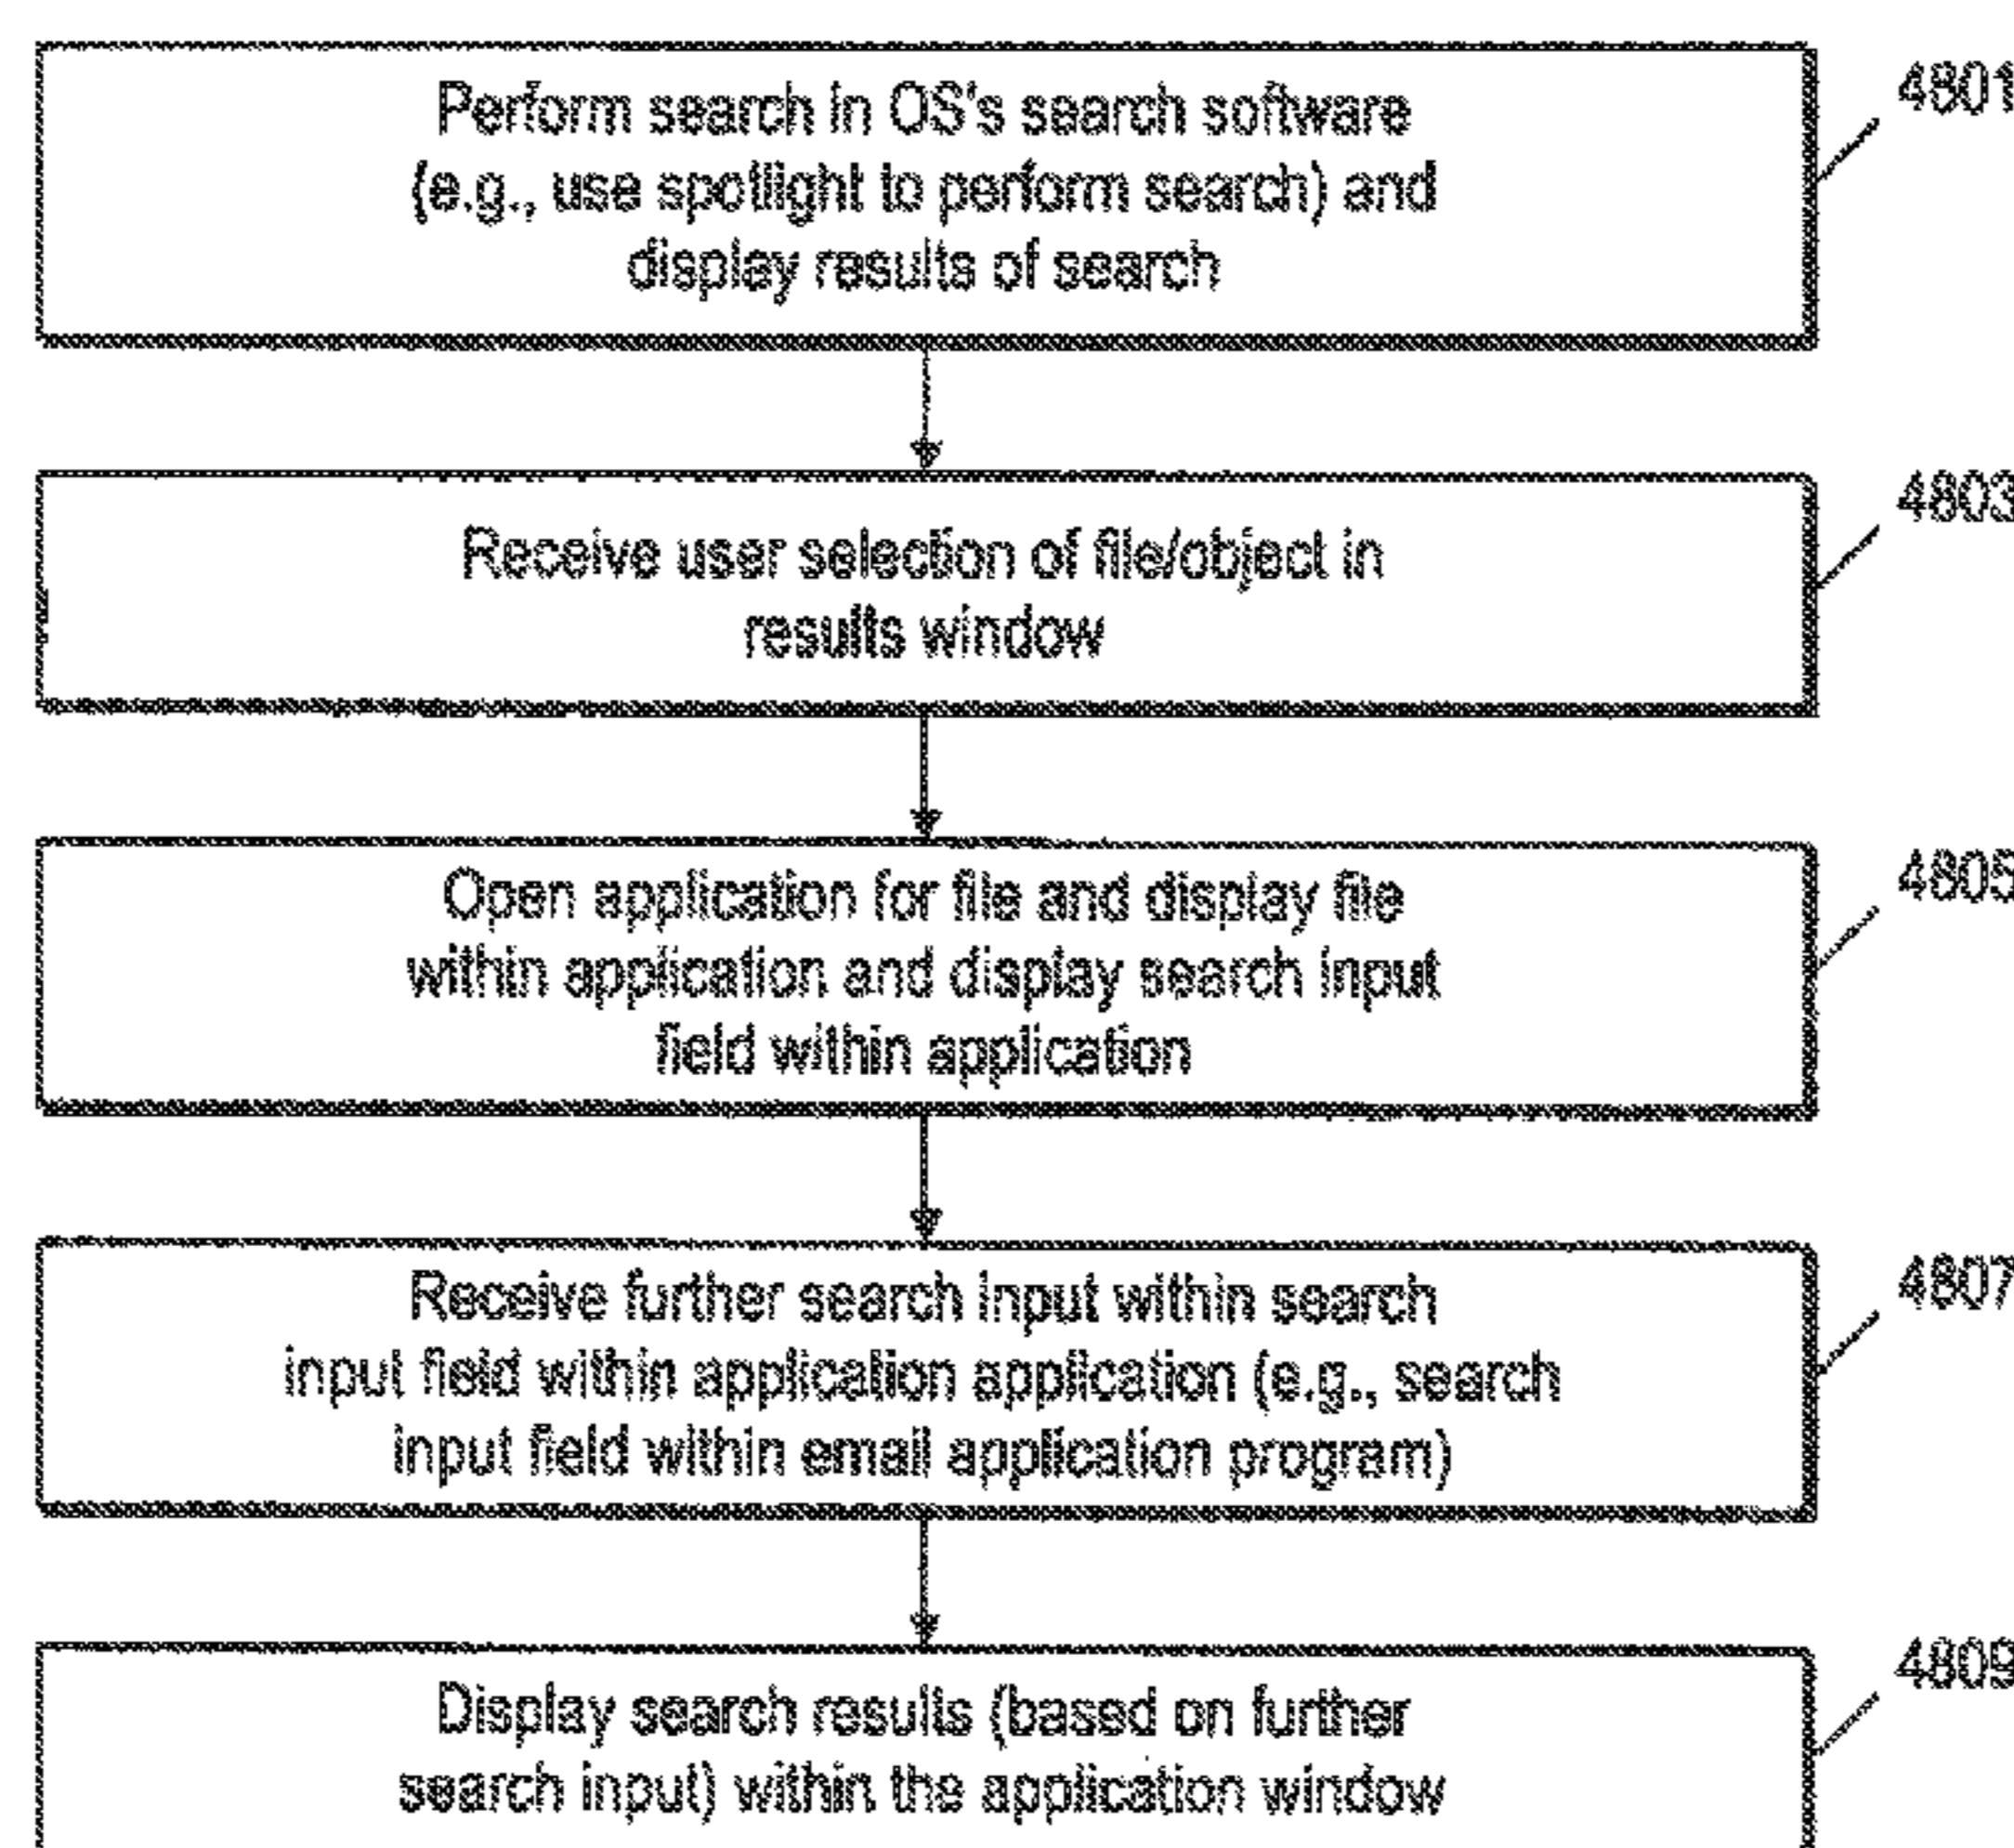 Perform search in OS's search software
(e.g., use spotlight to perform search) and
display results of search
4801
Receive user selection of file/object in
results window
4803
Open application for file and display file
within application and display search input
field within application
4805
Receive further search input within search
input field within application application (e.g., search
input field within email application program)
4807
Display search results (based on further
search input) within the application window
4809